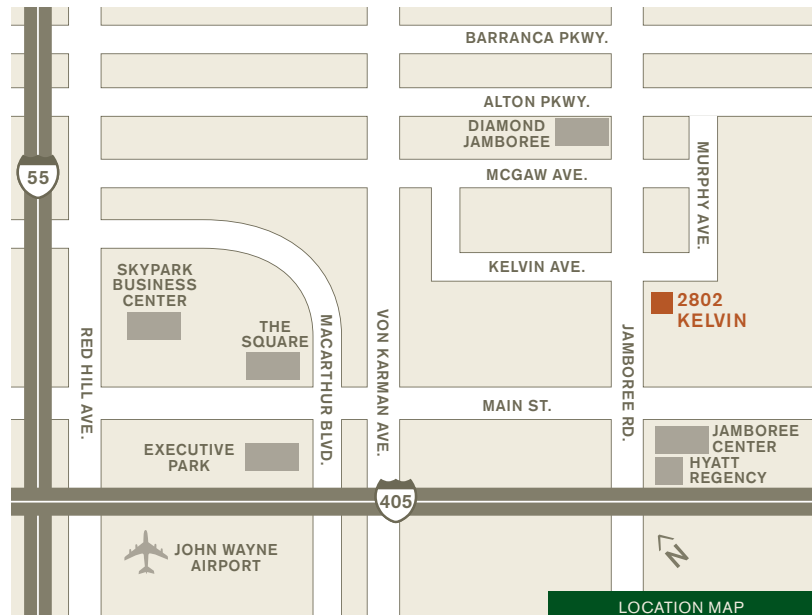 BARRANCA PKWY.
ALTON PKWY.
DIAMOND
JAMBOREE
MCGAW AVE.
MURPHY AVE.
55
KELVIN AVE.
SKYPARK
BUSINESS
CENTER
2802
KELVIN
THE
SQUARE
RED HILL AVE.
MACARTHUR BLVD.
VON KARMAN AVE.
JAMBOREE RD.
MAIN ST.
EXECUTIVE
PARK
JAMBOREE
CENTER
HYATT
REGENCY
405
JOHN WAYNE
AIRPORT
N
LOCATION MAP